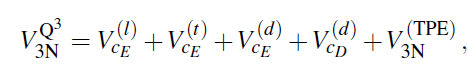 V_{3N}^{Q^3} = V_{c_E}^{(l)} + V_{c_E}^{(t)} + V_{c_E}^{(d)} + V_{c_D}^{(d)} + V_{3N}^{(TPE)},